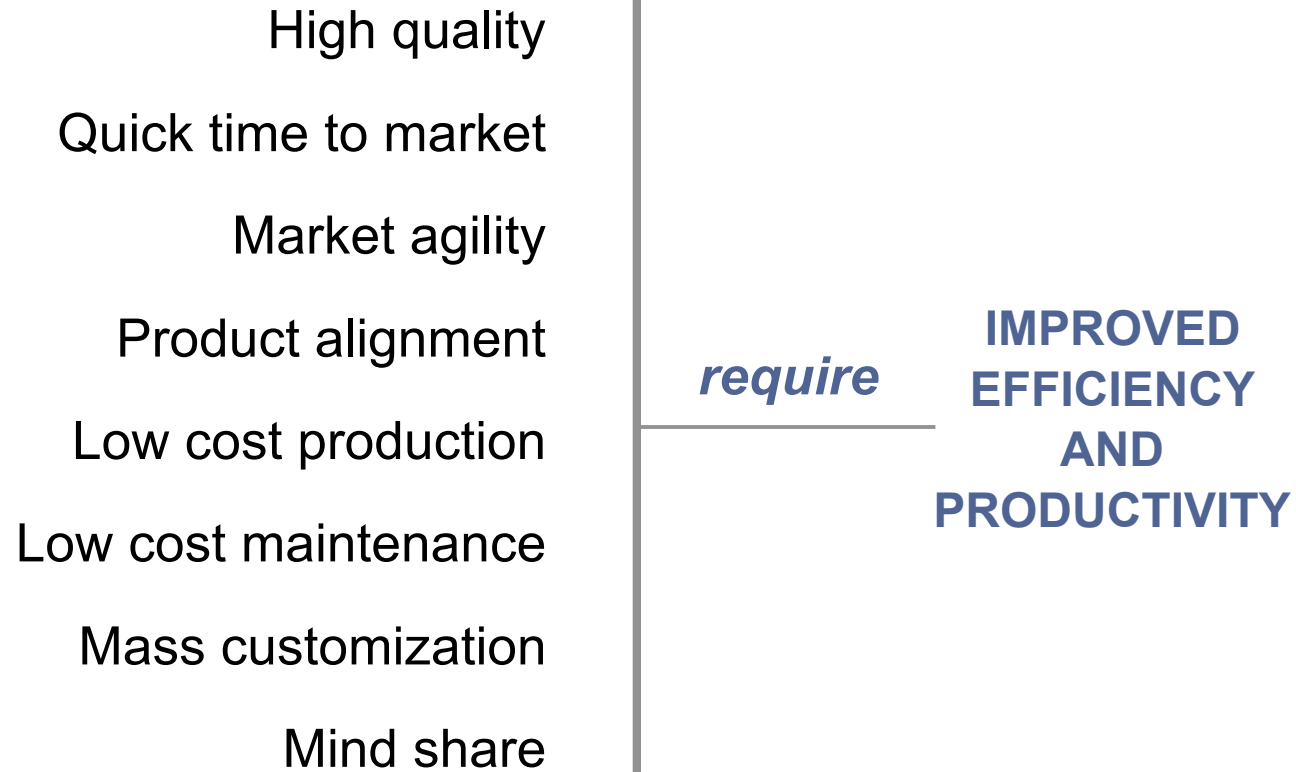 High quality
Quick time to market
Market agility
Product alignment
Low cost production
Low cost maintenance
Mass customization
Mind share
require
IMPROVED
EFFICIENCY
AND
PRODUCTIVITY